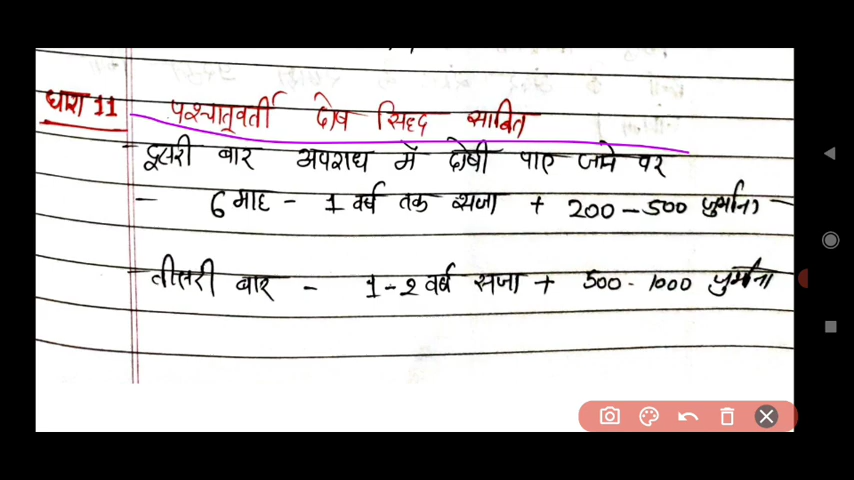 धारा 11 पश्चातवर्ती दोष सिद्द साबित
- दूसरी बार अपराध में दोषी पाए जाने पर
- 6 माह - 1 वर्ष तक सजा + 200 - 500 जुर्माना
- तीसरी बार - 1-2 वर्ष सजा + 500 - 1000 जुर्माना